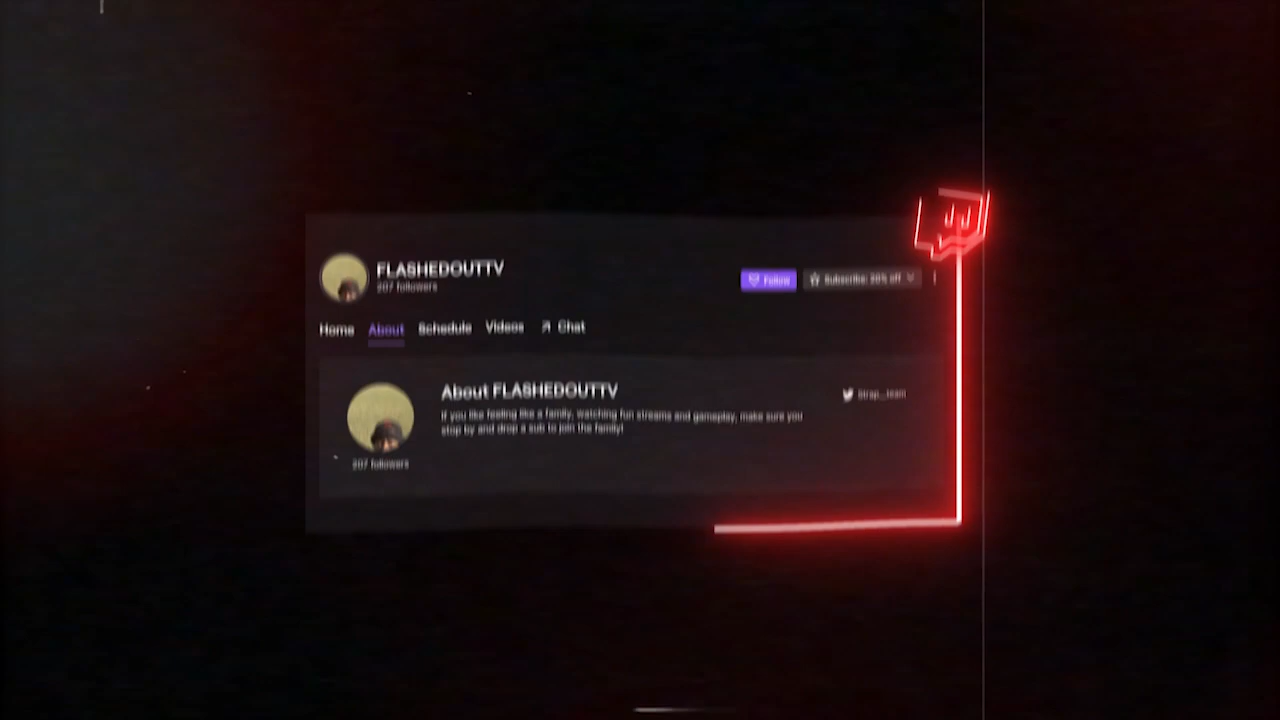 FLASHEDOUTTV
207 followers
Follow
Subscribe: 20% off
Home About Schedule Videos Chat
About FLASHEDOUTTV
If you like feeling like a family, watching fun streams and gameplay, make sure you
stop by and drop a sub to join the family!
Strap_team
207 followers